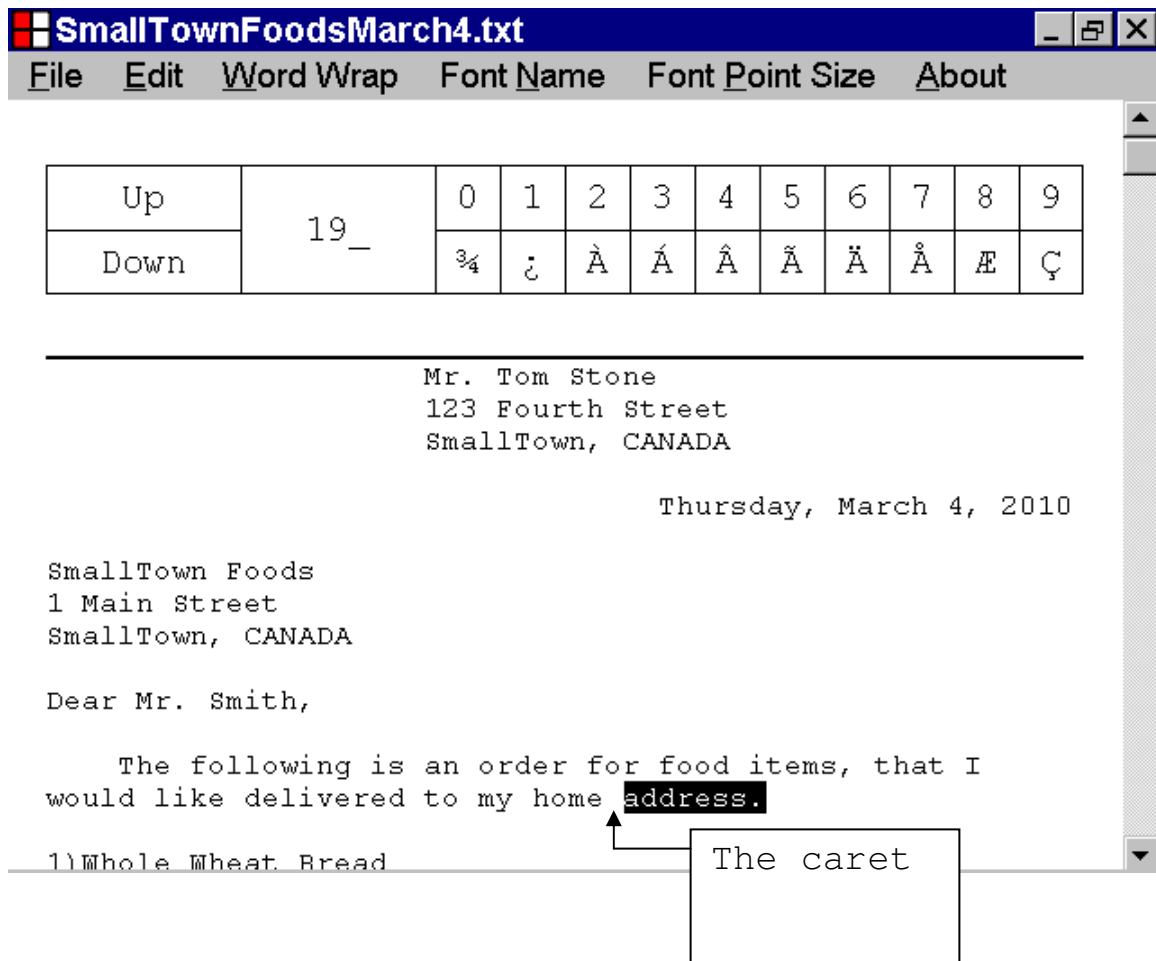 SmallTownFoodsMarch4.txt
File Edit Word Wrap Font Name Font Point Size About
Up 19_ 0 1 2 3 4 5 6 7 8 9
Down ¾ ¿ À Á Â Ã Ä Å Æ Ç
Mr. Tom Stone
123 Fourth Street
SmallTown, CANADA
Thursday, March 4, 2010
SmallTown Foods
1 Main Street
SmallTown, CANADA
Dear Mr. Smith,
The following is an order for food items, that I
would like delivered to my home address.
1)Whole Wheat Bread
The caret